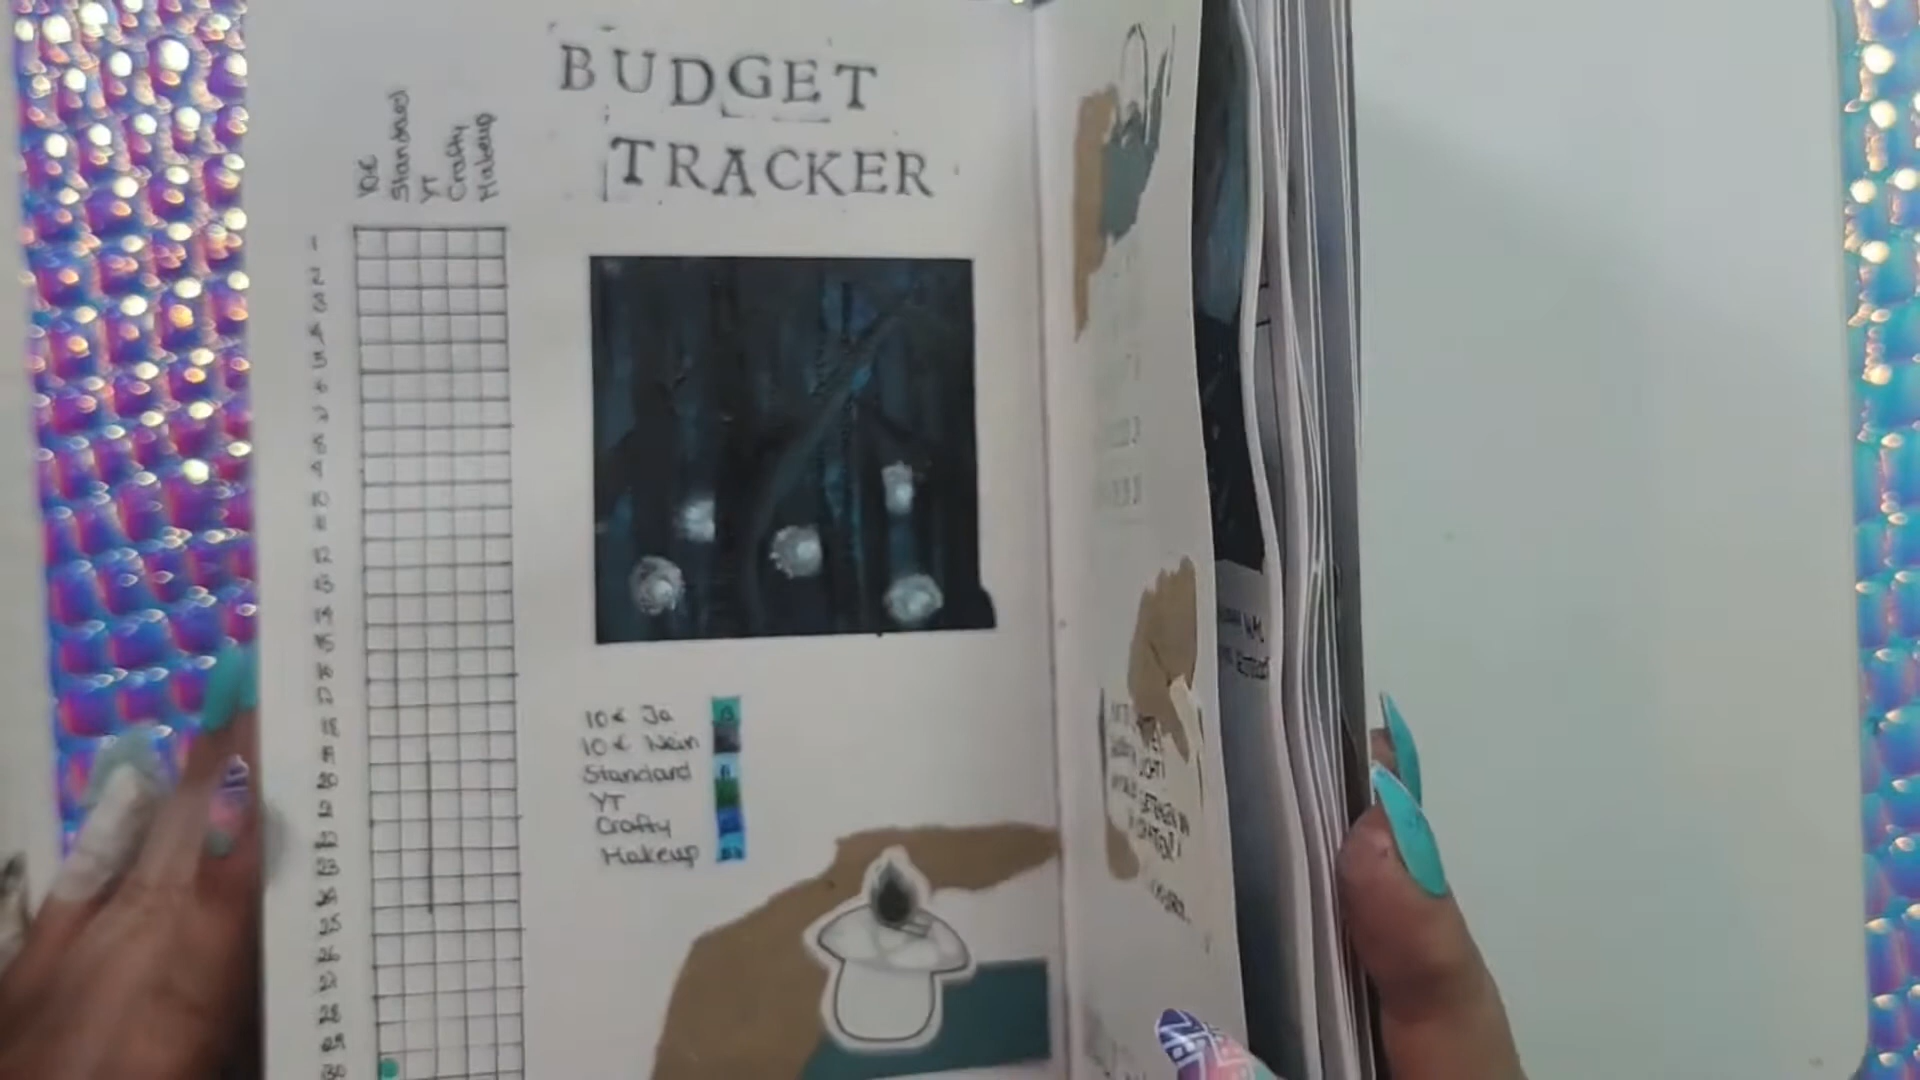 BUDGET
TRACKER
10€
Standard
YT
Crafty
Makeup
1
2
3
4
5
6
7
8
9
10
11
12
13
14
15
16
17
18
19
20
21
22
23
24
25
26
27
28
29
30
10€ Ja
10€ Nein
Standard
YT
Crafty
Makeup